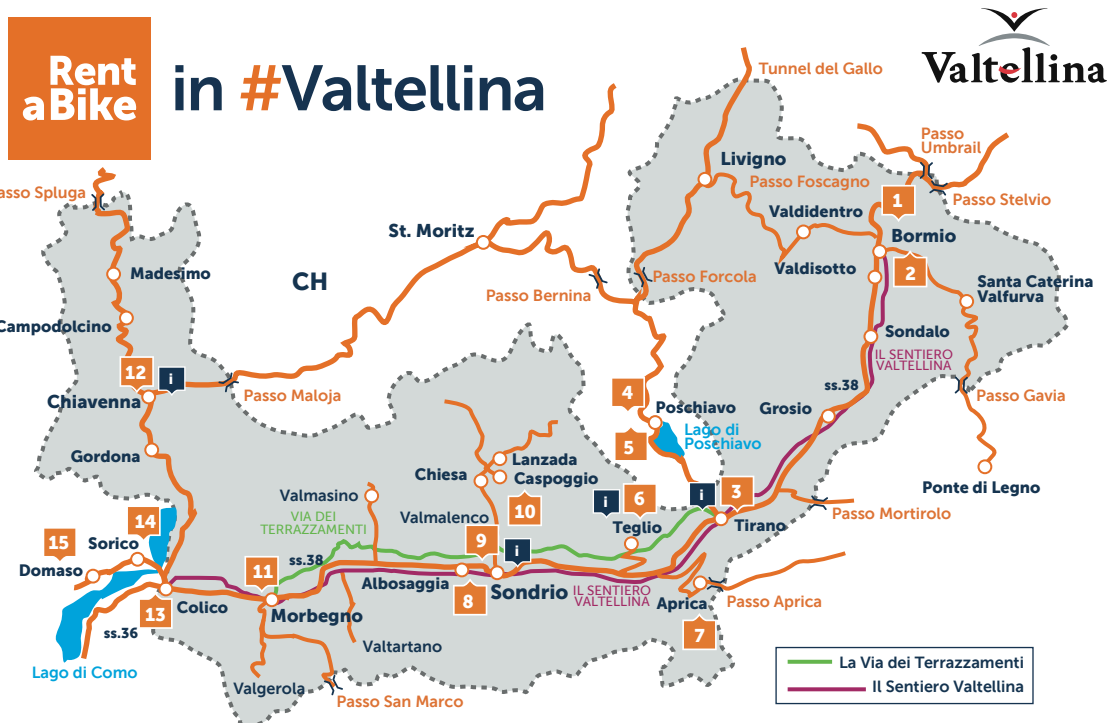 Rent
aBike
in #Valtellina
Valtellina
Tunnel del Gallo
Passo
Umbrail
Livigno
Passo Foscagno
Passo Stelvio
1
Valdidentro
Bormio
asso Spluga
St. Moritz
Valdisotto
2
Madesimo
CH
Passo Forcola
Santa Caterina
Valfurva
Passo Bernina
Campodolcino
Sondalo
IL SENTIERO
VALTELLINA
12
i
ss.38
Passo Maloja
4
Passo Gavia
Chiavenna
Poschiavo
Grosio
Lago di
Poschiavo
5
Gordona
Lanzada
Chiesa
Caspoggio
Ponte di Legno
Valmasino
i
6
i
3
10
Valmalenco
Passo Mortirolo
VIA DEI
TERRAZZAMENTI
14
Teglio
Tirano
15
Sorico
9
i
ss.38
Domaso
11
Albosaggia
Sondrio
IL SENTIERO
VALTELLINA
8
Aprica
Passo Aprica
Colico
13
Morbegno
ss.36
7
Valtartano
Lago di Como
Valgerola
Passo San Marco
La Via dei Terrazzamenti
Il Sentiero Valtellina